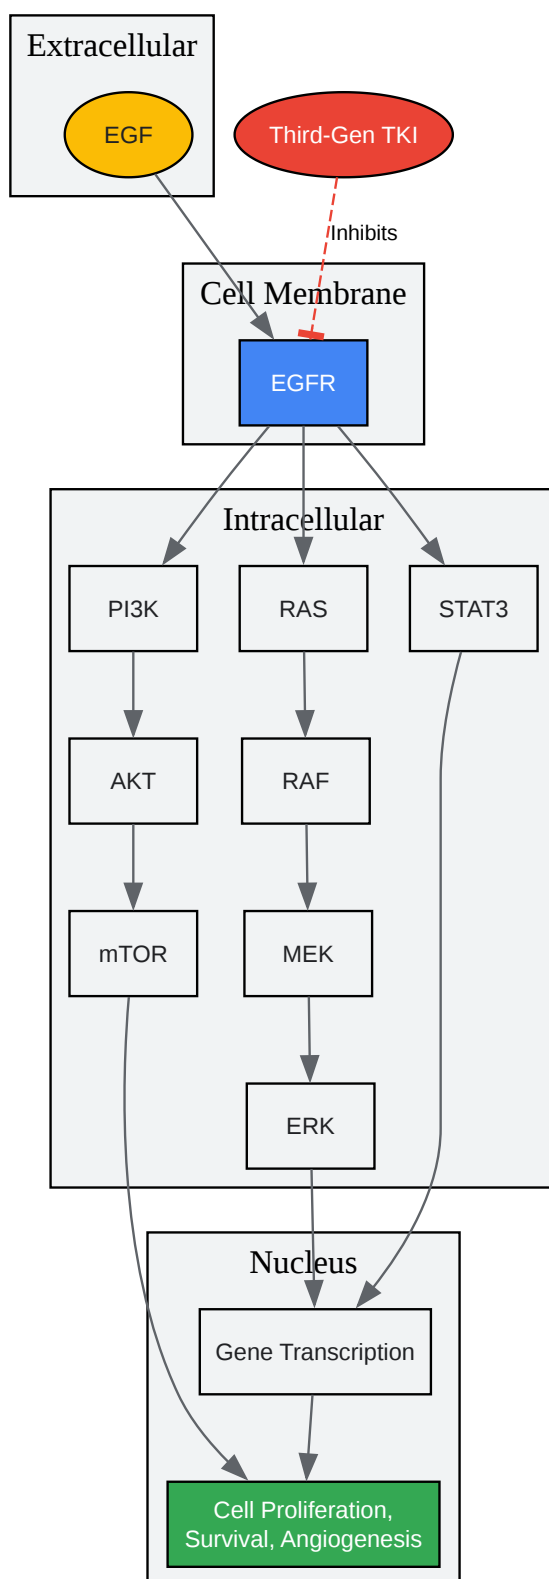 Extracellular
EGF
Third-Gen TKI
Inhibits
Cell Membrane
EGFR
Intracellular
PI3K
RAS
STAT3
AKT
RAF
mTOR
MEK
ERK
Nucleus
Gene Transcription
Cell Proliferation,
Survival, Angiogenesis